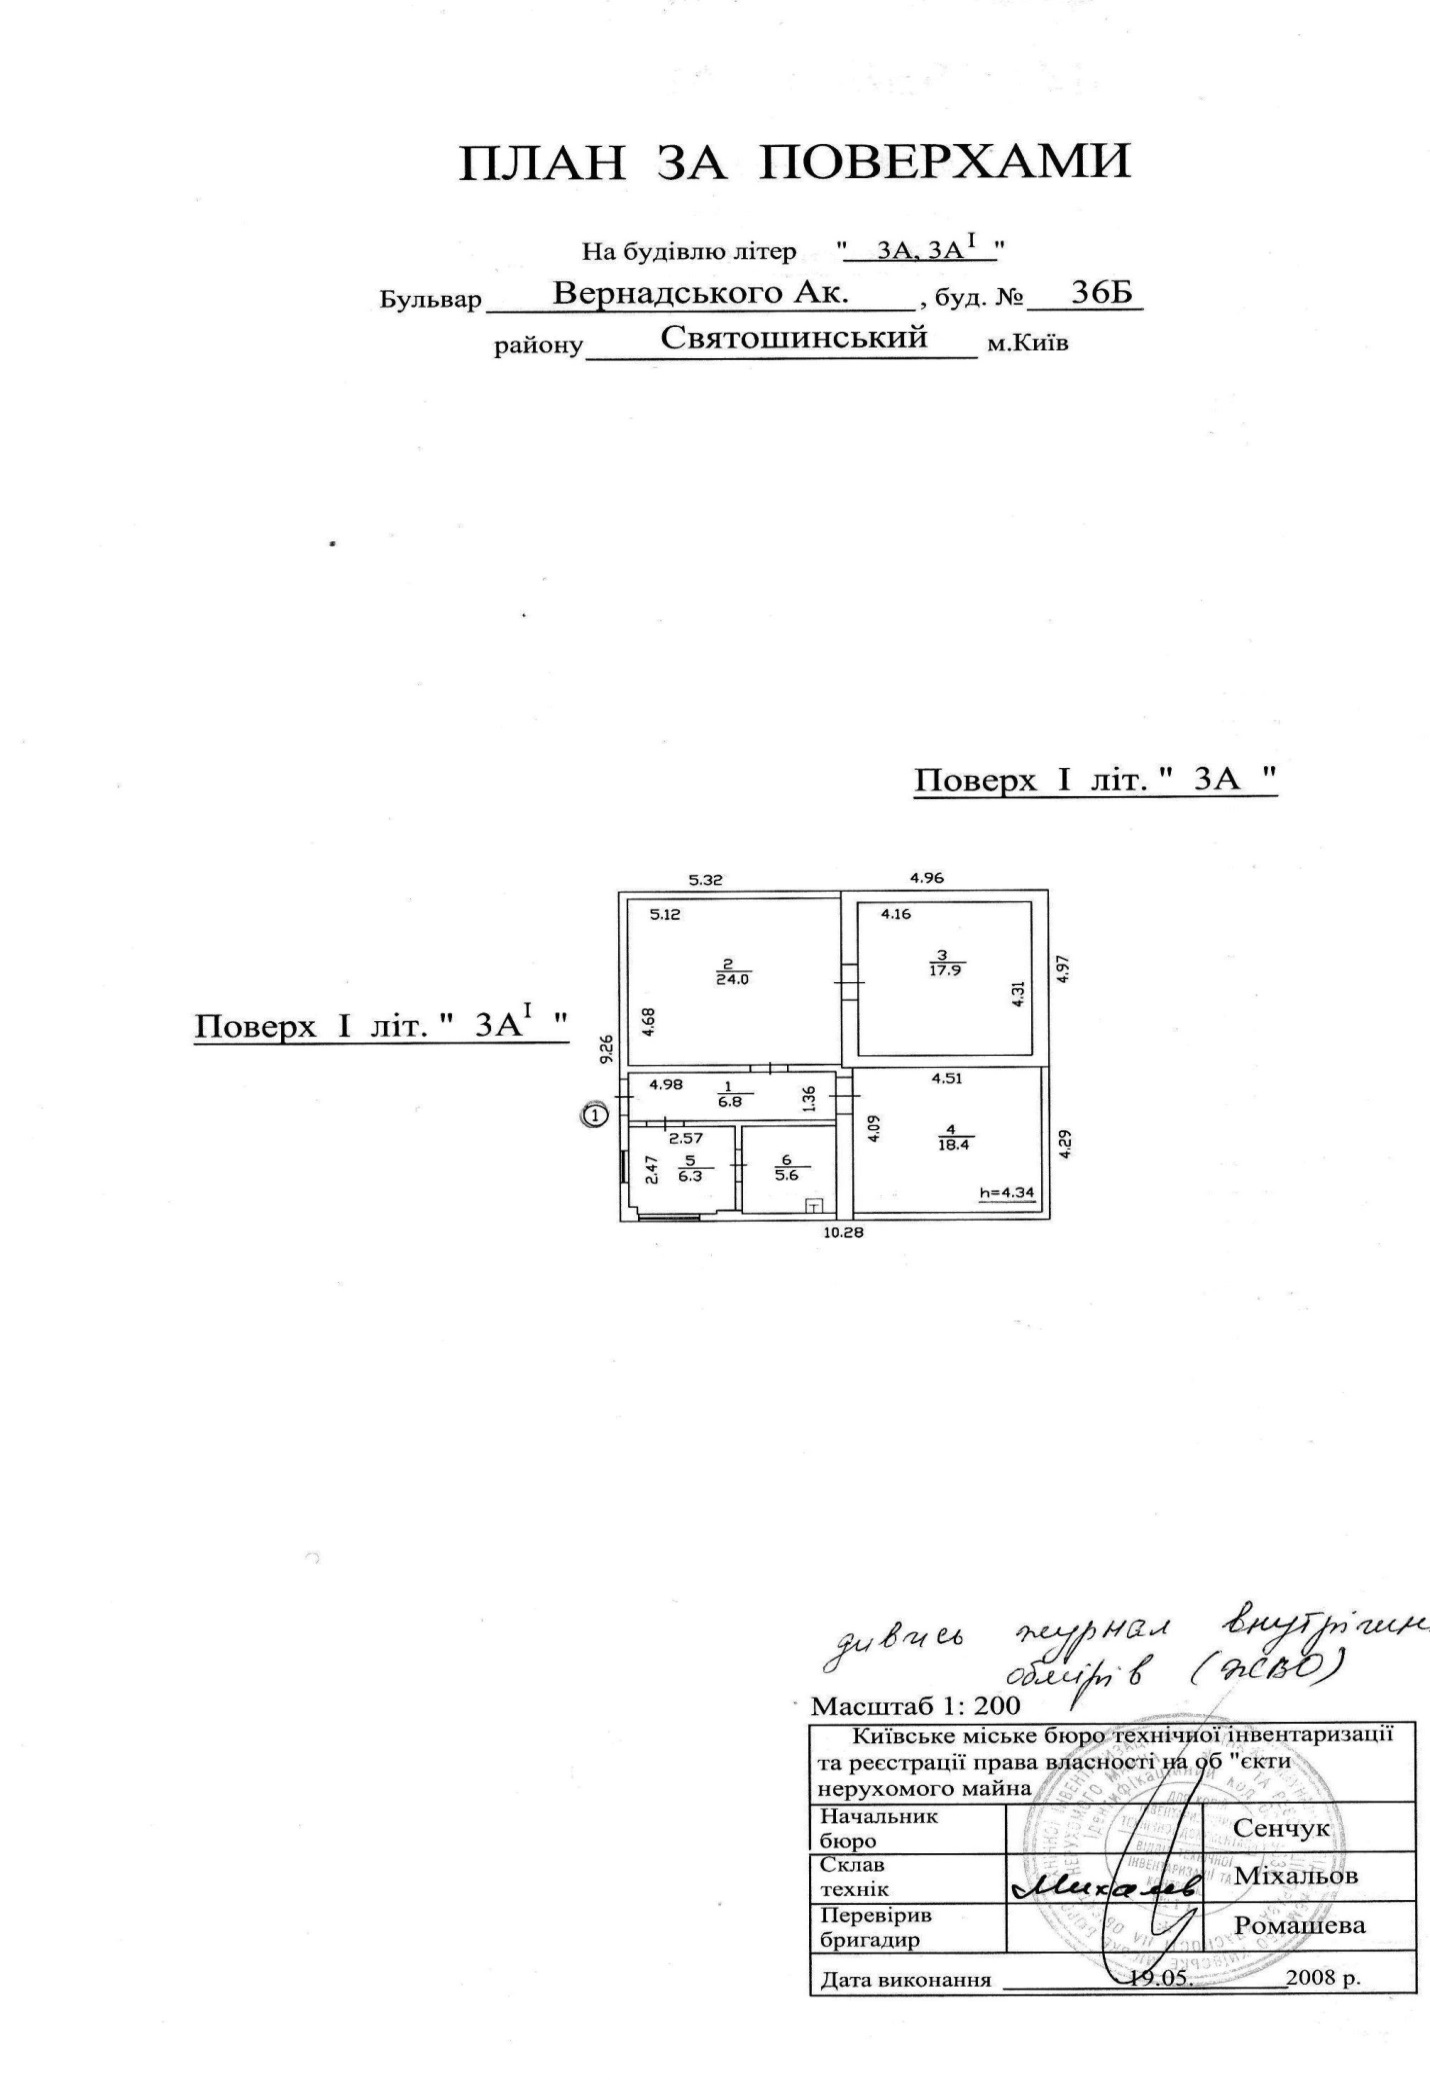 ПЛАН ЗА ПОВЕРХАМИ
На будівлю літер " 3А, 3А I "
Бульвар Вернадського Ак. , буд. № 36Б
району Святошинський м.Київ
Поверх I літ. " 3А "
Поверх I літ. " 3А I "
5.32
4.96
5.12
4.16
2
24.0
3
17.9
4.97
4.31
4.68
9.26
4.98
1
6.8
1.36
4.51
1
4.09
4
18.4
4.29
2.57
2.47
5
6.3
6
5.6
h=4.34
Т
10.28
дивись журнал внутрішн
обмірів (ЖВО)
Масштаб 1: 200
Київське міське бюро технічної інвентаризації
та реєстрації права власності на об "єкти
нерухомого майна
Начальник
бюро
Сенчук
Склав
технік
Михалев
Міхальов
Перевірив
бригадир
Ромашева
Дата виконання 19.05. 2008 р.